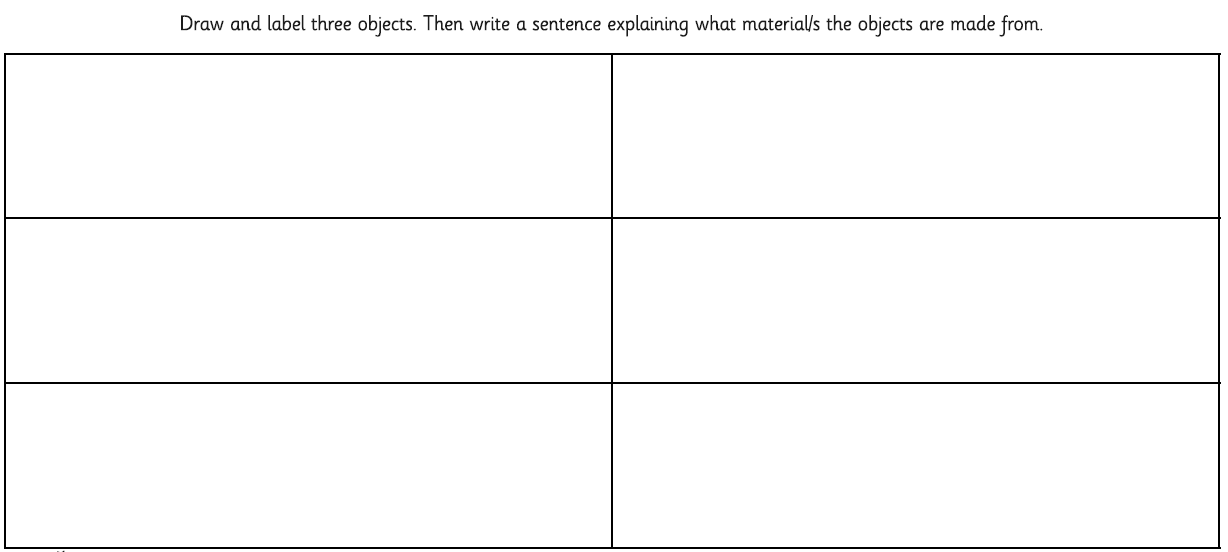 Draw and label three objects. Then write a sentence explaining what material/s the objects are made from.